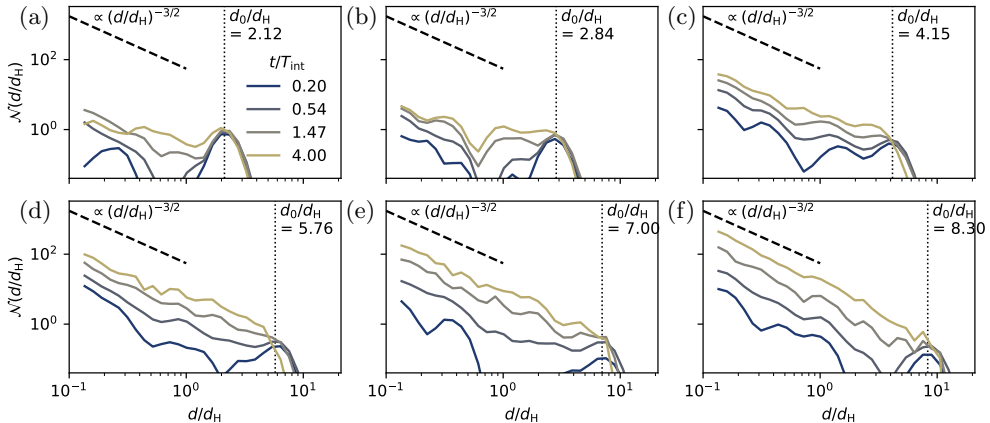 (a)
∝ (d/d_H)^{-3/2}
d_0/d_H
= 2.12
t/T_int
0.20
0.54
1.47
4.00
10^2
10^0
𝒩(d/d_H)
(b)
∝ (d/d_H)^{-3/2}
d_0/d_H
= 2.84
(c)
∝ (d/d_H)^{-3/2}
d_0/d_H
= 4.15
(d)
∝ (d/d_H)^{-3/2}
d_0/d_H
= 5.76
10^2
10^0
𝒩(d/d_H)
10^{-1}
10^0
10^1
d/d_H
(e)
∝ (d/d_H)^{-3/2}
d_0/d_H
= 7.00
10^{-1}
10^0
10^1
d/d_H
(f)
∝ (d/d_H)^{-3/2}
d_0/d_H
= 8.30
10^{-1}
10^0
10^1
d/d_H